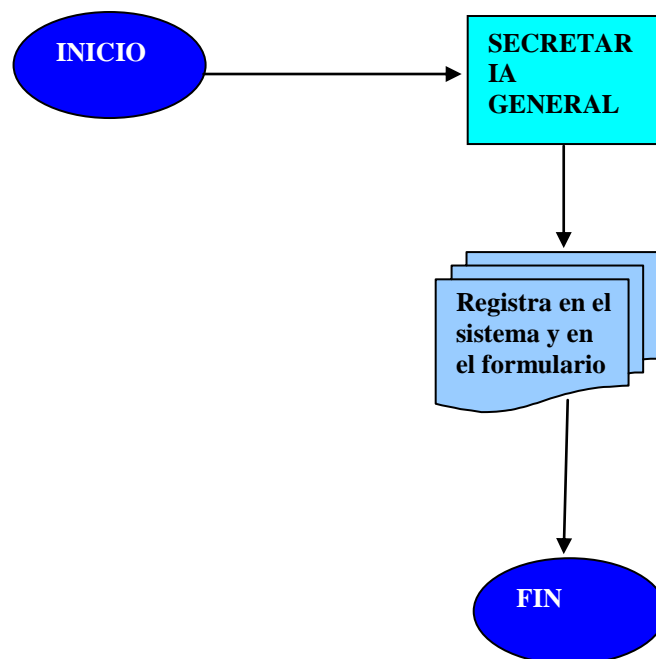 INICIO
SECRETAR
IA
GENERAL
Registra en el
sistema y en
el formulario
FIN